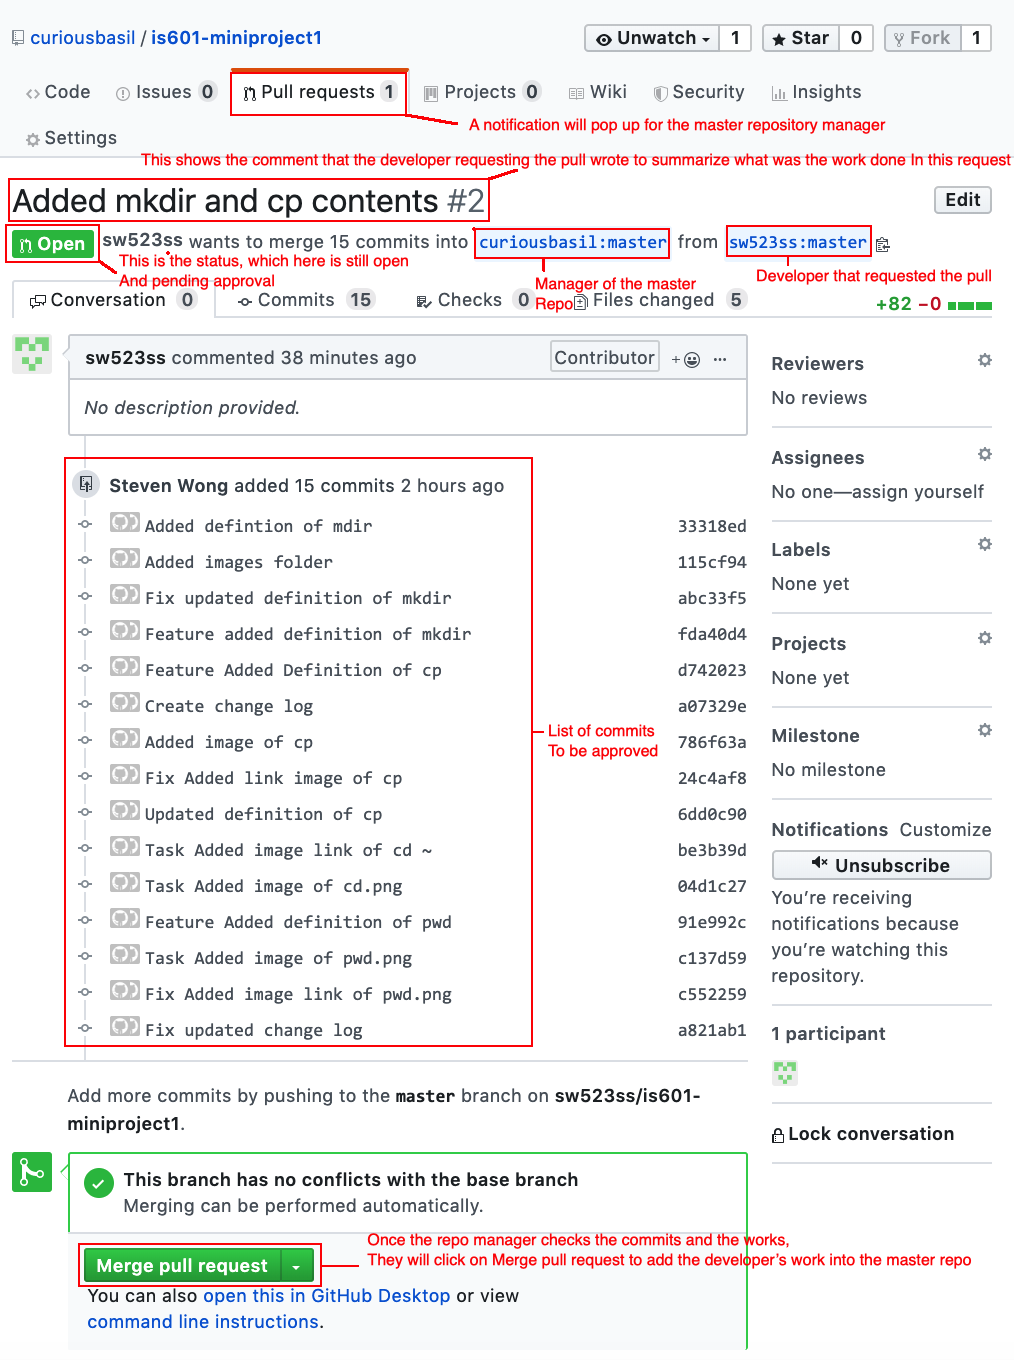 curiousbasil / is601-miniproject1 Unwatch 1 Star 0 Fork 1
Code Issues 0 Pull requests 1 Projects 0 Wiki Security Insights
A notification will pop up for the master repository manager
Settings
This shows the comment that the developer requesting the pull wrote to summarize what was the work done In this request
Added mkdir and cp contents #2 Edit
Open sw523ss wants to merge 15 commits into curiousbasil:master from sw523ss:master
This is the status, which here is still open
And pending approval
Manager of the master
Repo
Developer that requested the pull
Conversation 0 Commits 15 Checks 0 Files changed 5 +82 −0
sw523ss commented 38 minutes ago Contributor
No description provided.
Reviewers
No reviews
Assignees
No one—assign yourself
Labels
None yet
Projects
None yet
Milestone
No milestone
Notifications Customize
Unsubscribe
You’re receiving
notifications because
you’re watching this
repository.
1 participant
Lock conversation
Steven Wong added 15 commits 2 hours ago
Added defintion of mdir 33318ed
Added images folder 115cf94
Fix updated definition of mkdir abc33f5
Feature added definition of mkdir fda40d4
Feature Added Definition of cp d742023
Create change log a07329e
Added image of cp 786f63a
Fix Added link image of cp 24c4af8
Updated definition of cp 6dd0c90
Task Added image link of cd ~ be3b39d
Task Added image of cd.png 04d1c27
Feature Added definition of pwd 91e992c
Task Added image of pwd.png c137d59
Fix Added image link of pwd.png c552259
Fix updated change log a821ab1
List of commits
To be approved
Add more commits by pushing to the master branch on sw523ss/is601-
miniproject1.
This branch has no conflicts with the base branch
Merging can be performed automatically.
Once the repo manager checks the commits and the works,
They will click on Merge pull request to add the developer’s work into the master repo
Merge pull request
You can also open this in GitHub Desktop or view
command line instructions.